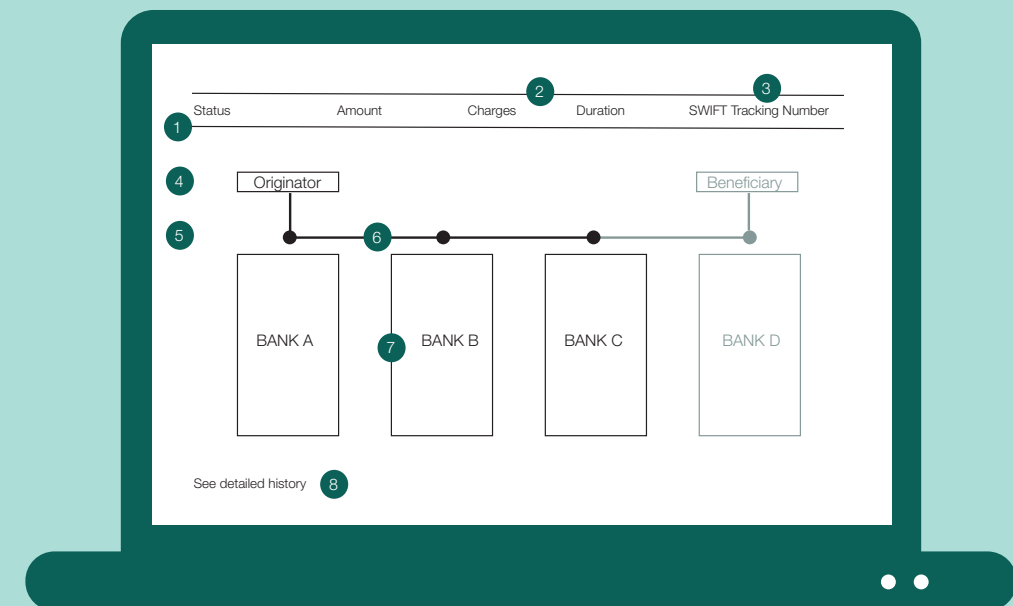 2 3
Status Amount Charges Duration SWIFT Tracking Number
1
4 Originator Beneficiary
5 6
BANK A 7 BANK B BANK C BANK D
See detailed history 8